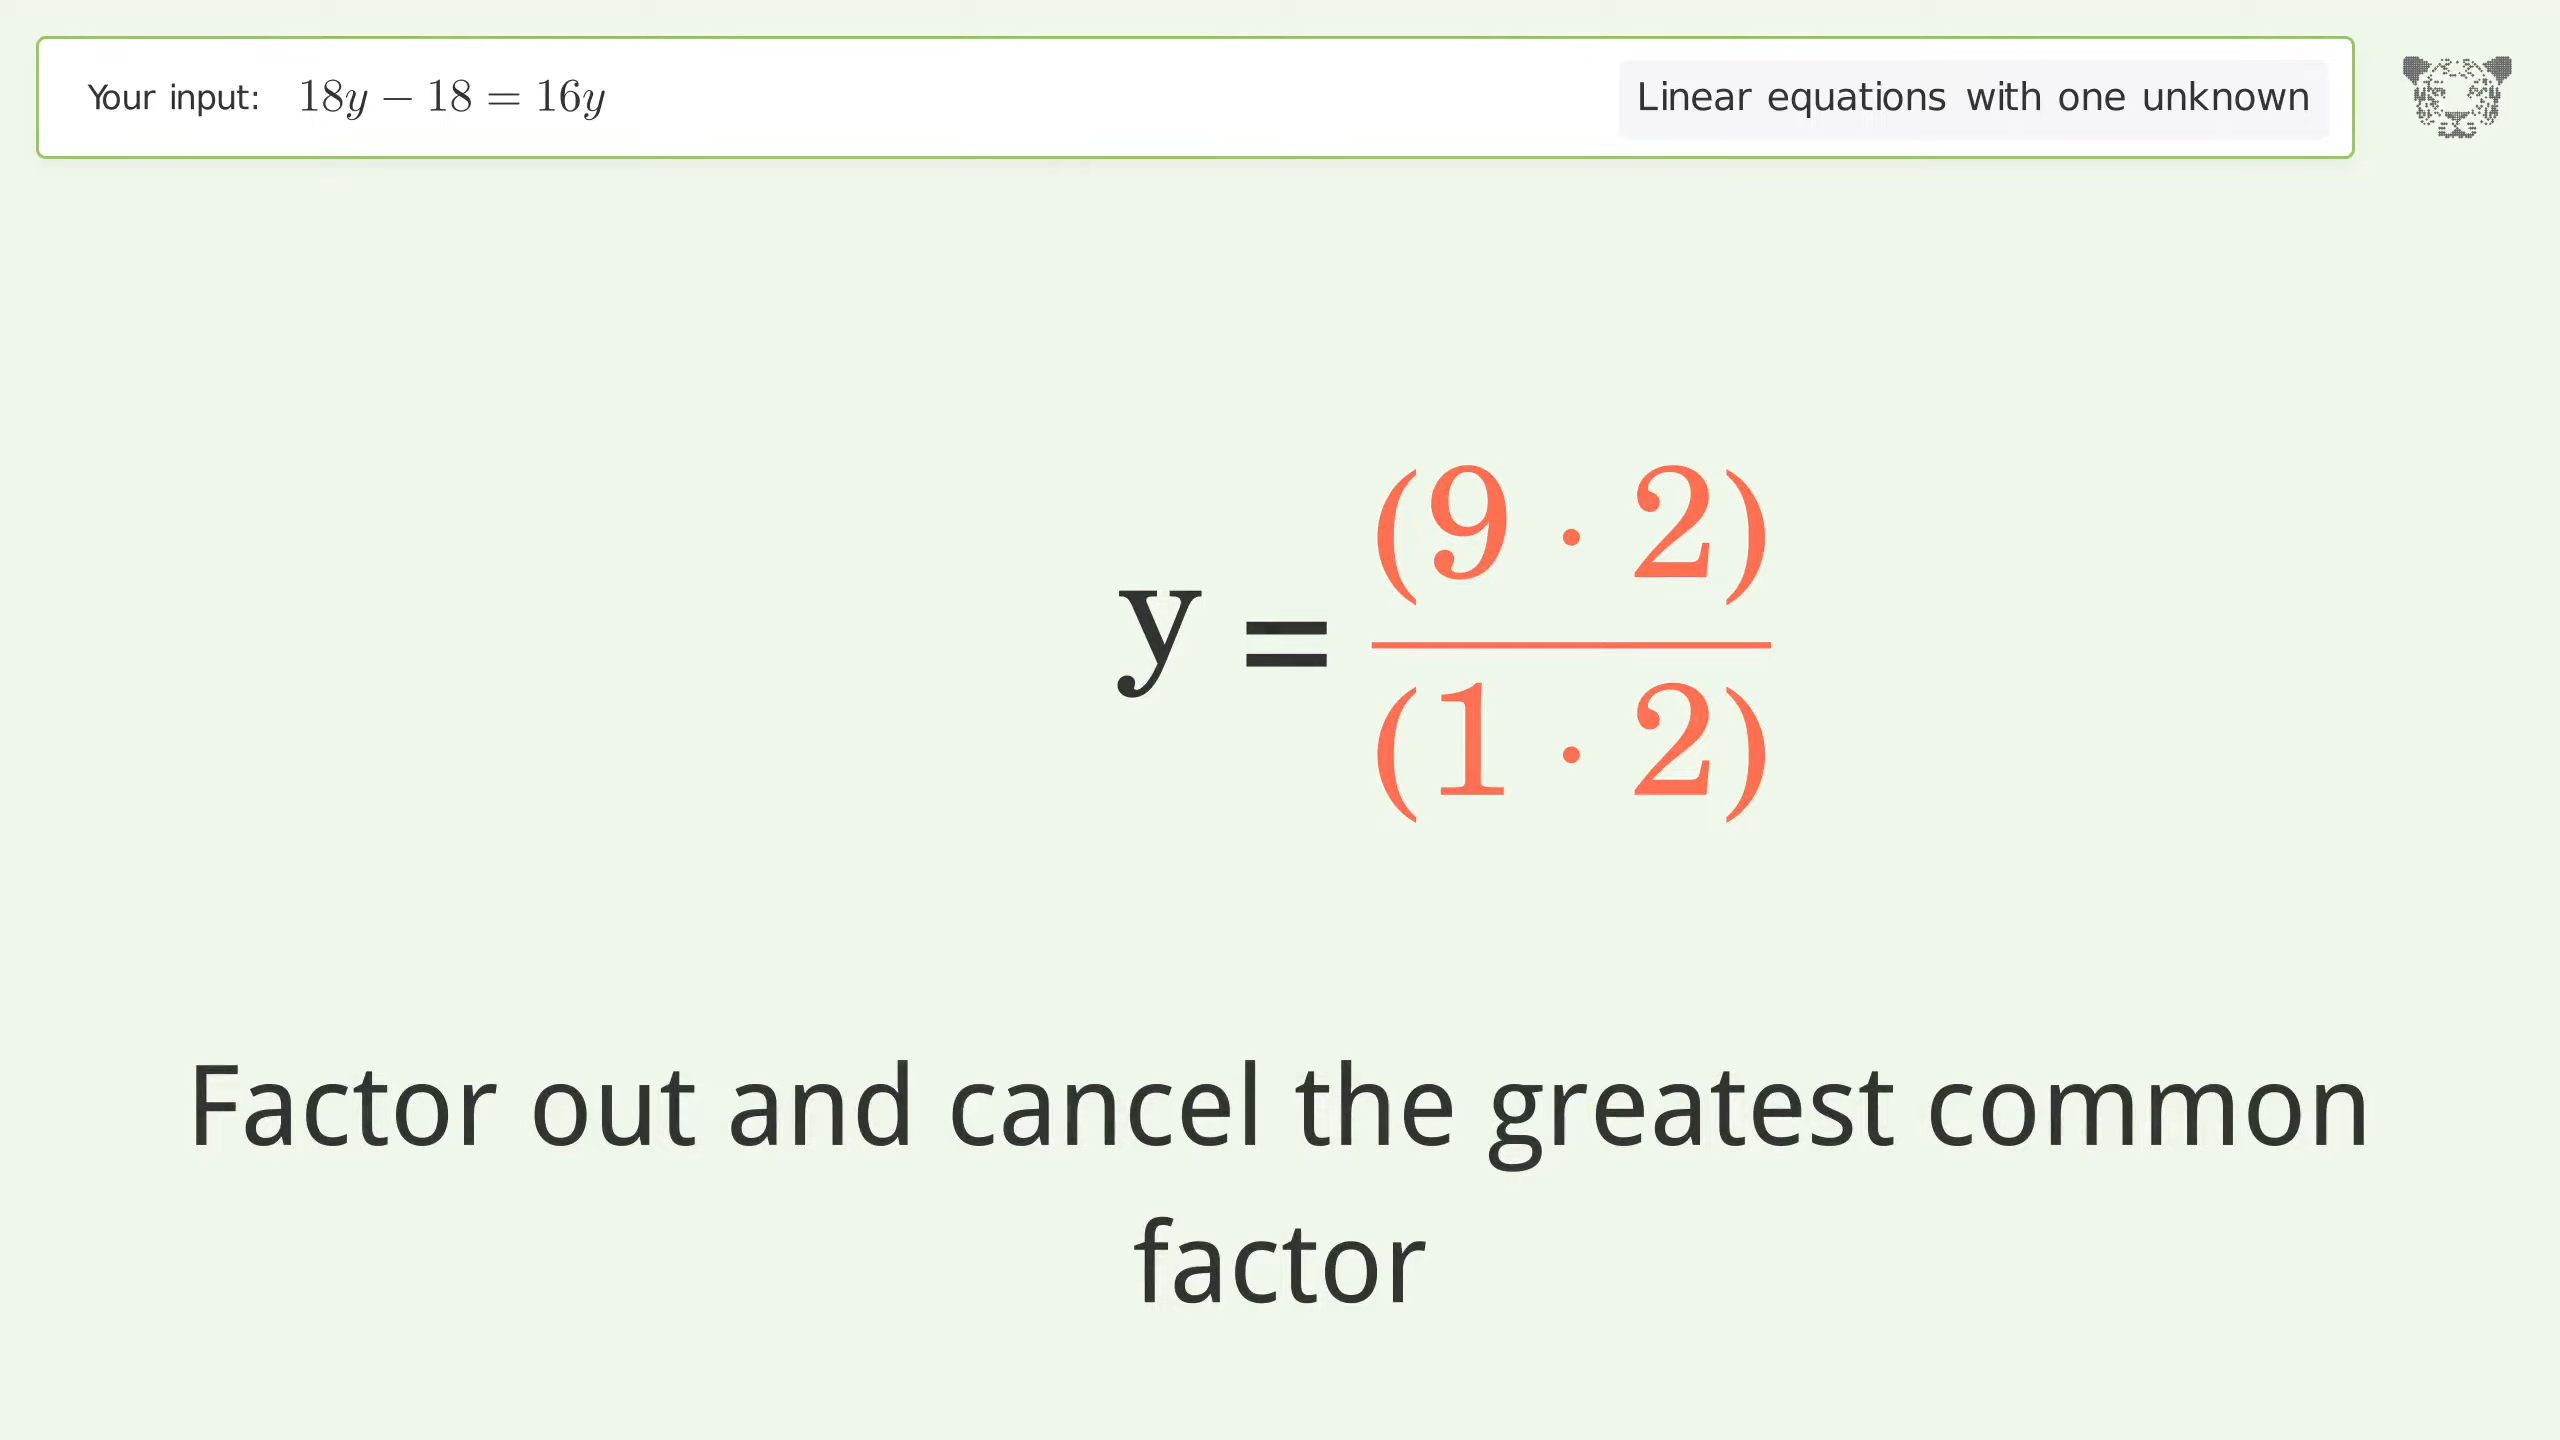 Your input: 18y − 18 = 16y
Linear equations with one unknown
y = (9 · 2) / (1 · 2)
Factor out and cancel the greatest common
factor